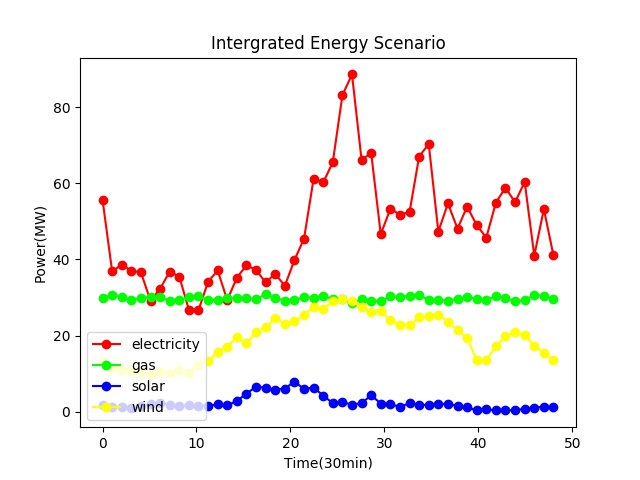 Intergrated Energy Scenario
Power(MW)
80
60
40
20
0
electricity
gas
solar
wind
0 10 20 30 40 50
Time(30min)